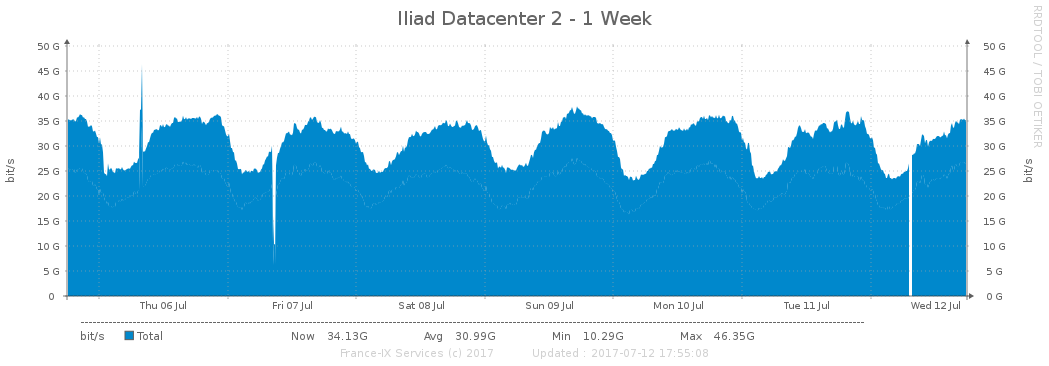 Iliad Datacenter 2 - 1 Week
RRDTOOL / TOBI OETIKER
50 G 50 G
45 G 45 G
40 G 40 G
35 G 35 G
30 G 30 G
25 G 25 G
20 G 20 G
15 G 15 G
10 G 10 G
5 G 5 G
0 0 G
bit/s bit/s
Thu 06 Jul Fri 07 Jul Sat 08 Jul Sun 09 Jul Mon 10 Jul Tue 11 Jul Wed 12 Jul
bit/s Total Now 34.13G Avg 30.99G Min 10.29G Max 46.35G
France-IX Services (c) 2017 Updated : 2017-07-12 17:55:08